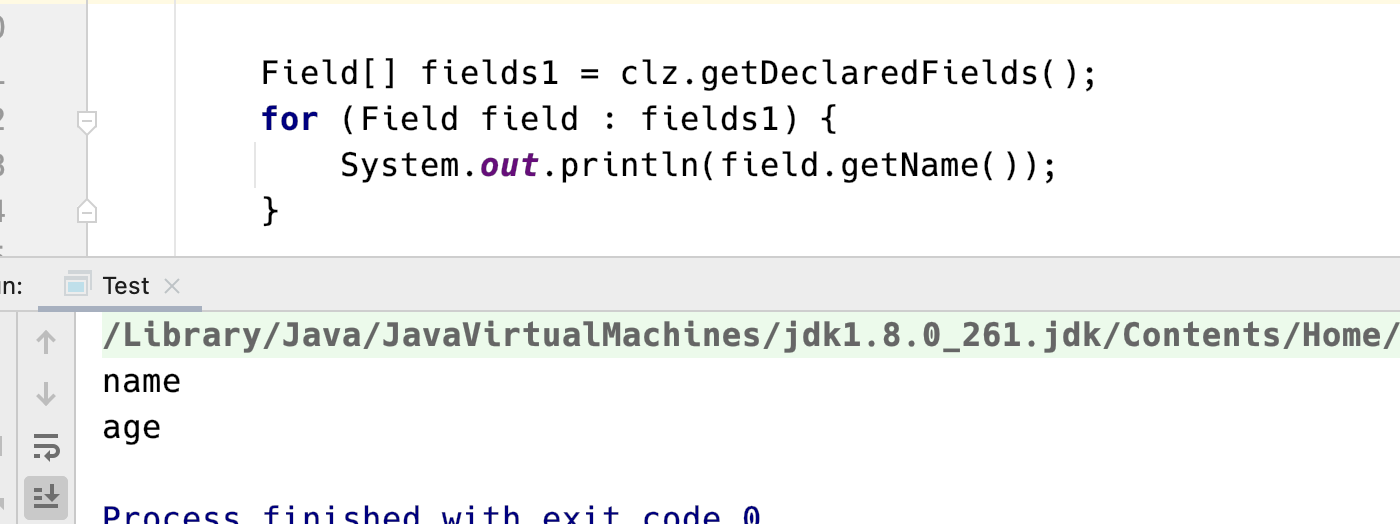 Field[] fields1 = clz.getDeclaredFields();
for (Field field : fields1) {
System.out.println(field.getName());
}
Test
/Library/Java/JavaVirtualMachines/jdk1.8.0_261.jdk/Contents/Home/
name
age
Process finished with exit code 0